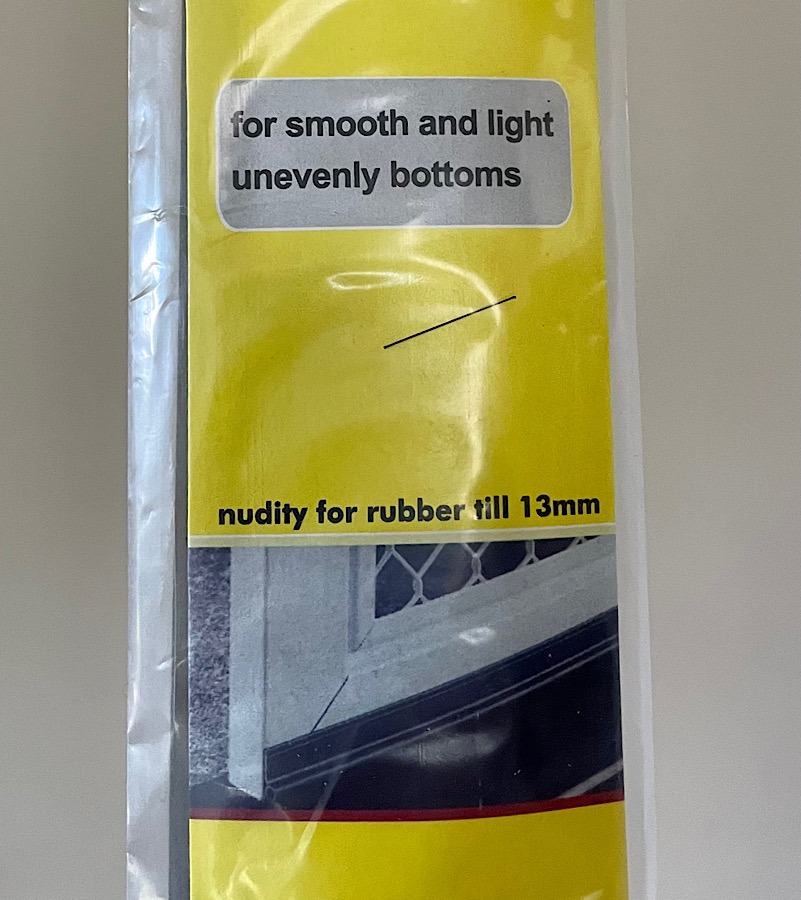 for smooth and light
unevenly bottoms
nudity for rubber till 13mm